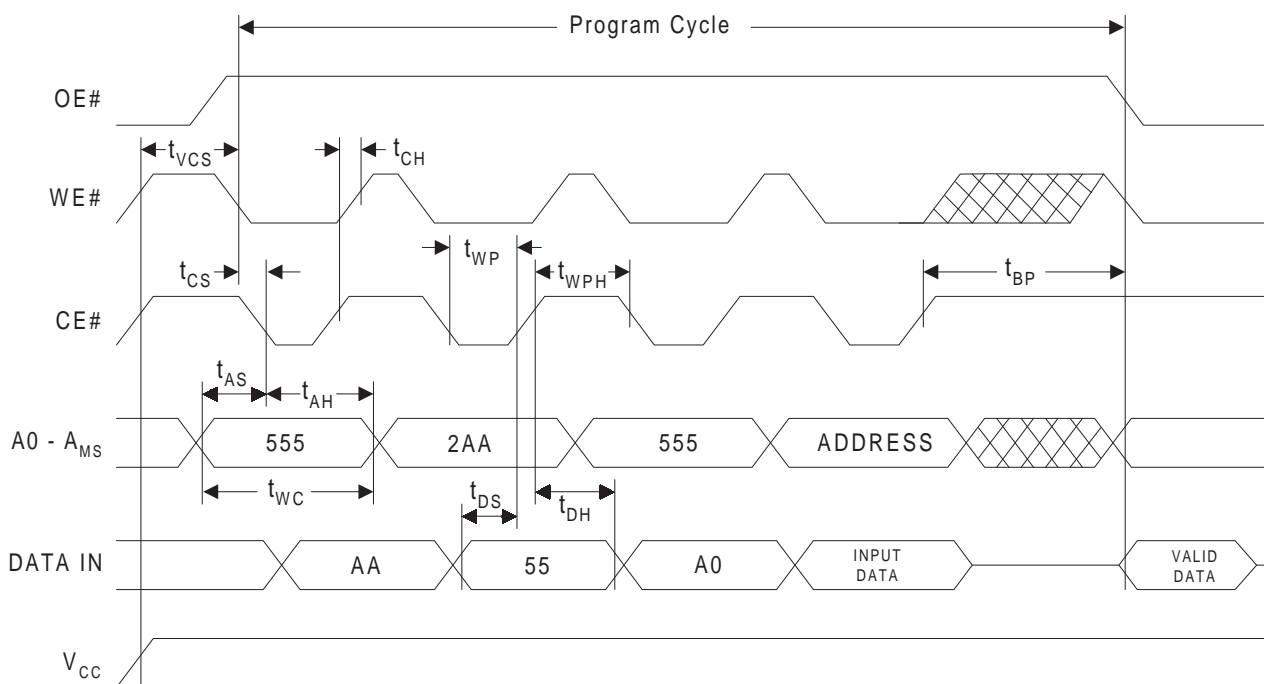 Program Cycle
OE#
tVCS
tCH
WE#
tWP
tCS
tWPH
tBP
CE#
tAS
tAH
A0 - AMS
555
2AA
555
ADDRESS
tWC
tDS
tDH
DATA IN
AA
55
A0
INPUT
DATA
VALID
DATA
VCC